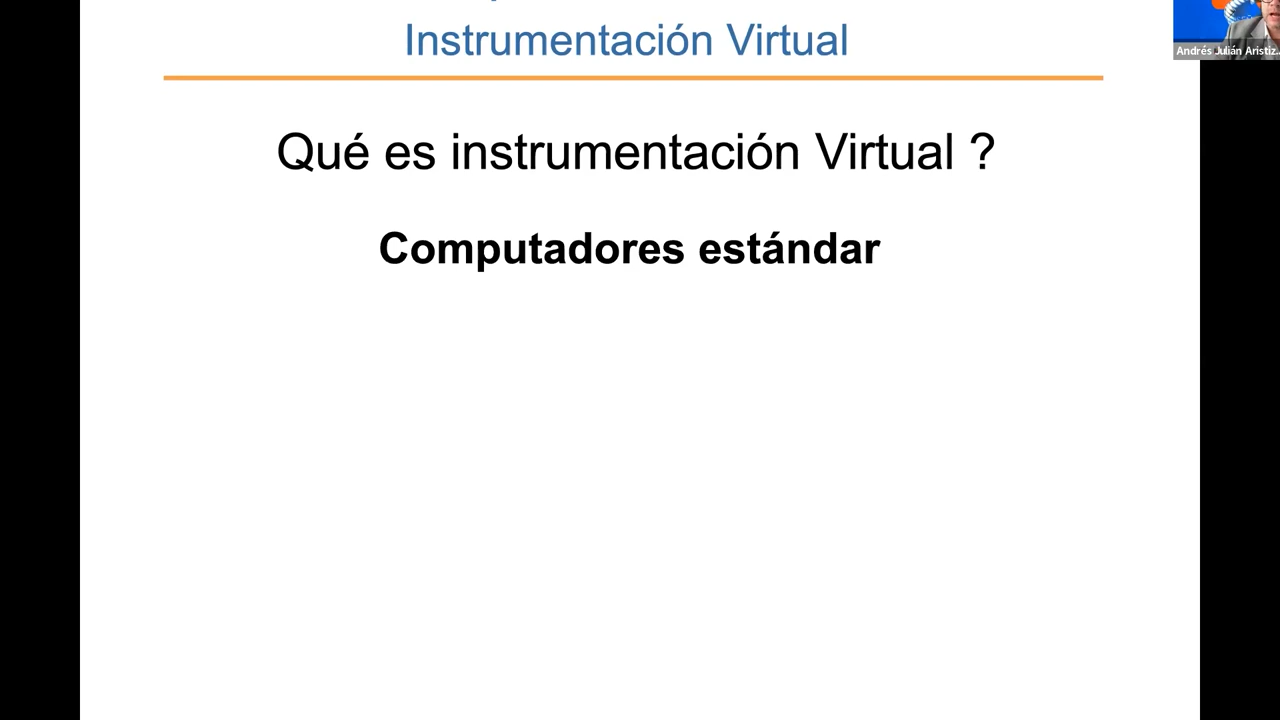 Instrumentación Virtual
Andrés Julián Aristiz...
Qué es instrumentación Virtual ?
Computadores estándar